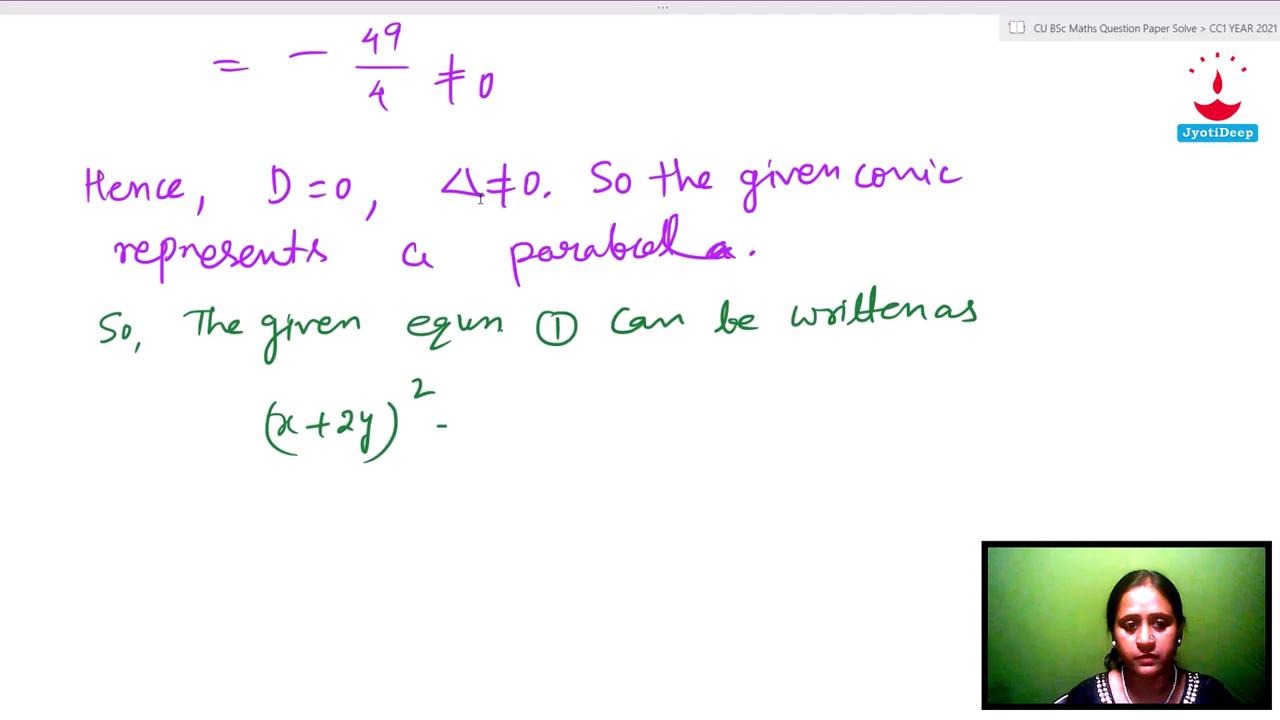 ...
CU BSc Maths Question Paper Solve > CC1 YEAR 2021
JyotiDeep
= - 49/4 ≠ 0
Hence, D = 0, Δ ≠ 0. So the given conic
represents a parabola.
So, The given equn ① can be written as
(x + 2y)² -